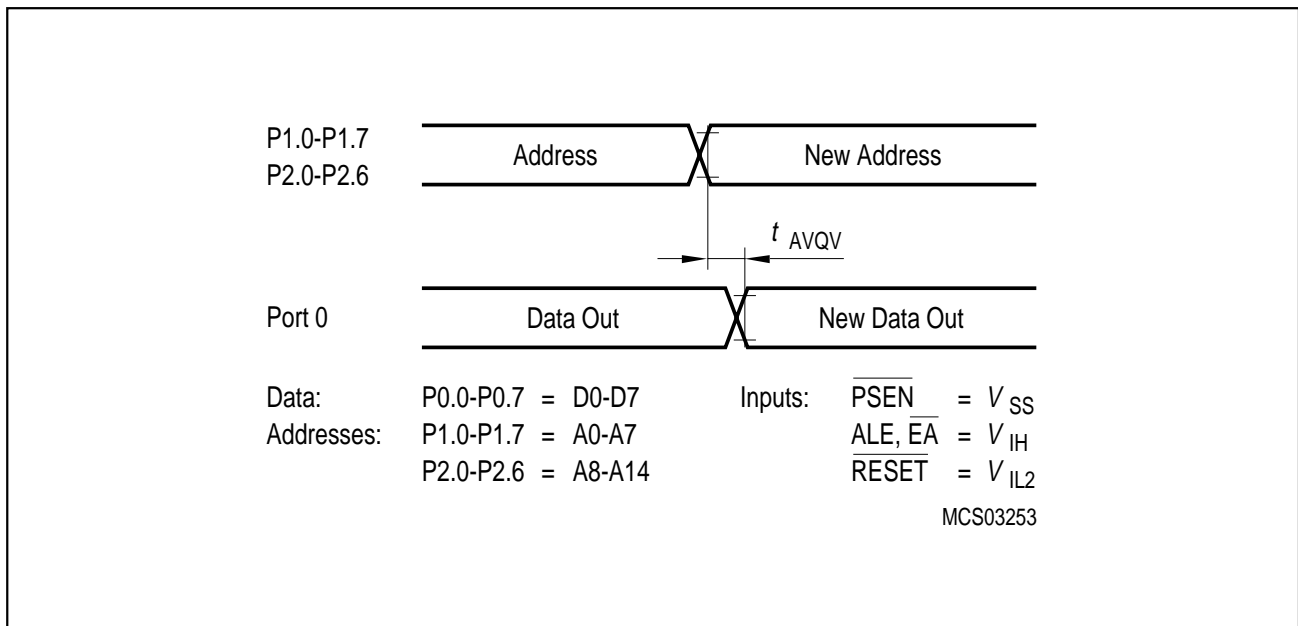 P1.0-P1.7
P2.0-P2.6
Address
New Address
t AVQV
Port 0
Data Out
New Data Out
Data: P0.0-P0.7 = D0-D7 Inputs: PSEN = V SS
Addresses: P1.0-P1.7 = A0-A7 ALE, EA = V IH
P2.0-P2.6 = A8-A14 RESET = V IL2
MCS03253